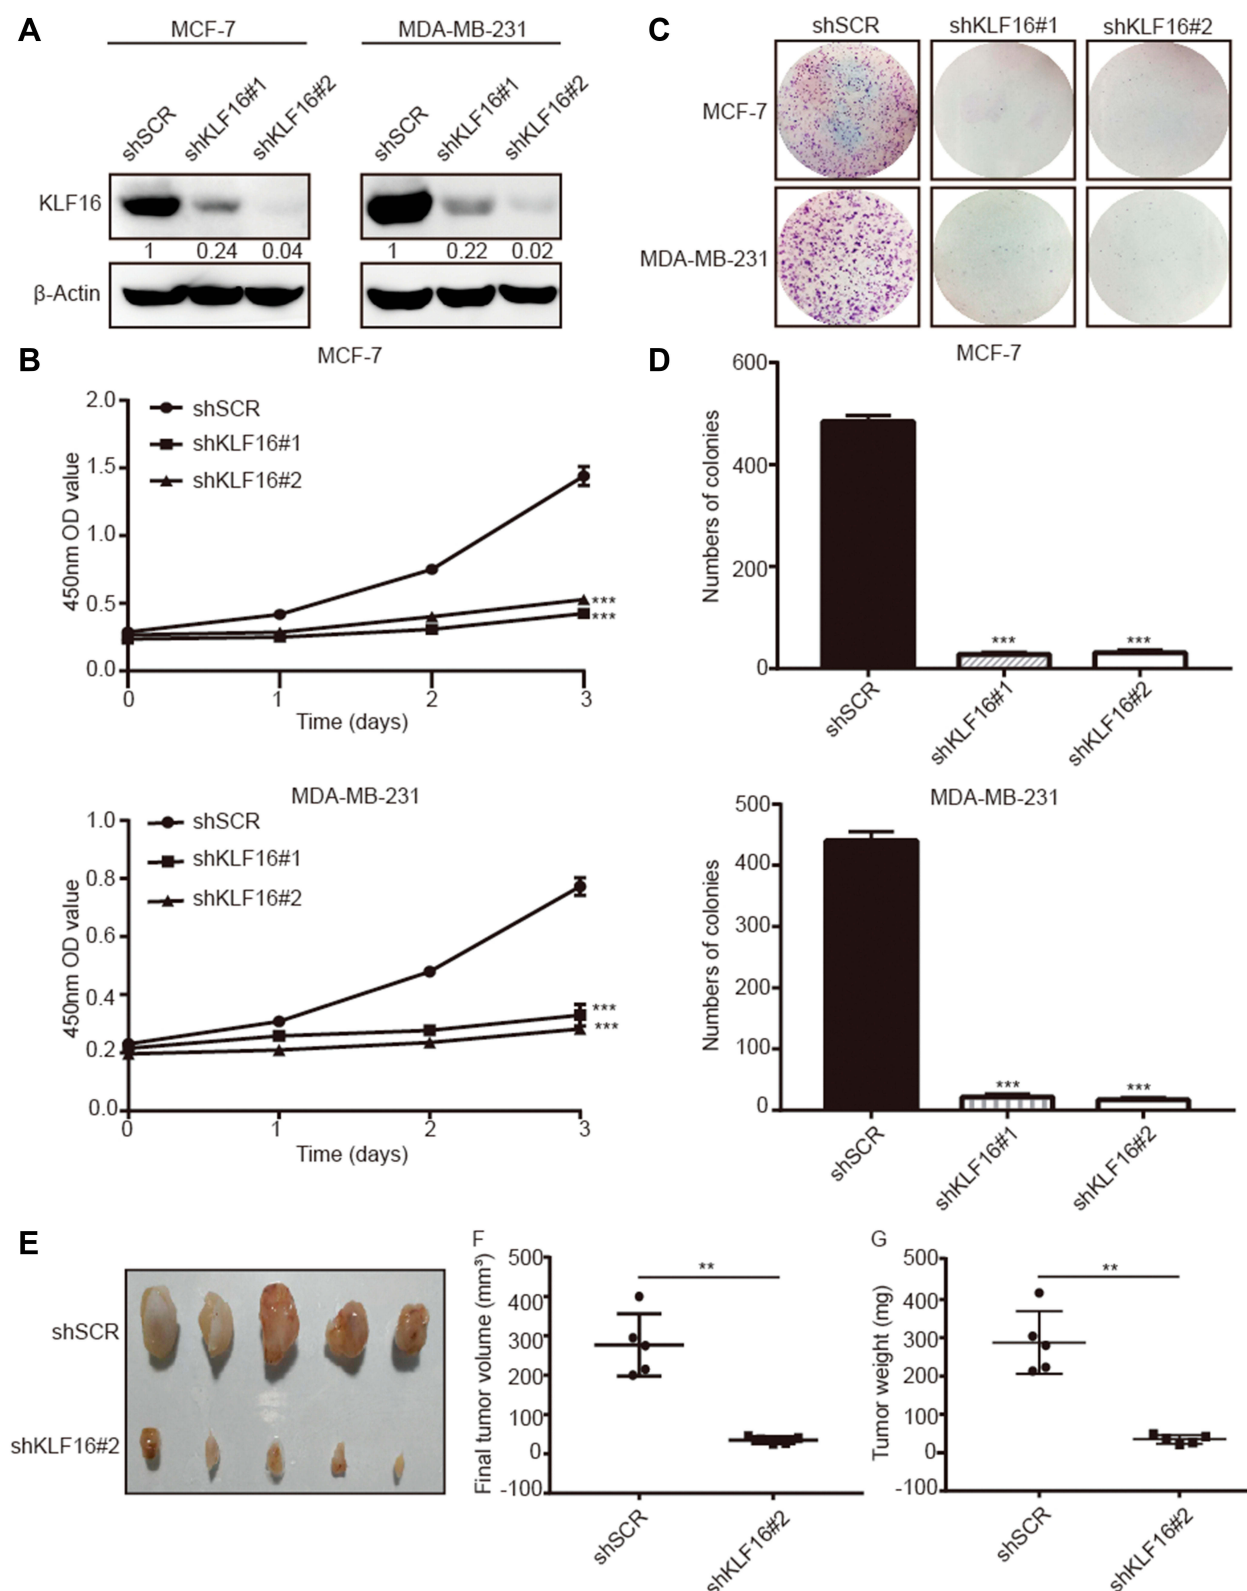 A
MCF-7
MDA-MB-231
shSCR
shKLF16#1
shKLF16#2
shSCR
shKLF16#1
shKLF16#2
KLF16
1 0.24 0.04
1 0.22 0.02
β-Actin
C
shSCR
shKLF16#1
shKLF16#2
MCF-7
MDA-MB-231
B
MCF-7
2.0
1.5
1.0
0.5
0.0
450nm OD value
shSCR
shKLF16#1
shKLF16#2
***
***
0 1 2 3
Time (days)
MDA-MB-231
1.0
0.8
0.6
0.4
0.2
0.0
450nm OD value
shSCR
shKLF16#1
shKLF16#2
***
***
0 1 2 3
Time (days)
D
MCF-7
600
400
200
0
Numbers of colonies
***
***
shSCR
shKLF16#1
shKLF16#2
MDA-MB-231
500
400
300
200
100
0
Numbers of colonies
***
***
shSCR
shKLF16#1
shKLF16#2
E
shSCR
shKLF16#2
F
Final tumor volume (mm³)
500
400
300
200
100
0
-100
**
shSCR
shKLF16#2
G
Tumor weight (mg)
500
400
300
200
100
0
-100
**
shSCR
shKLF16#2